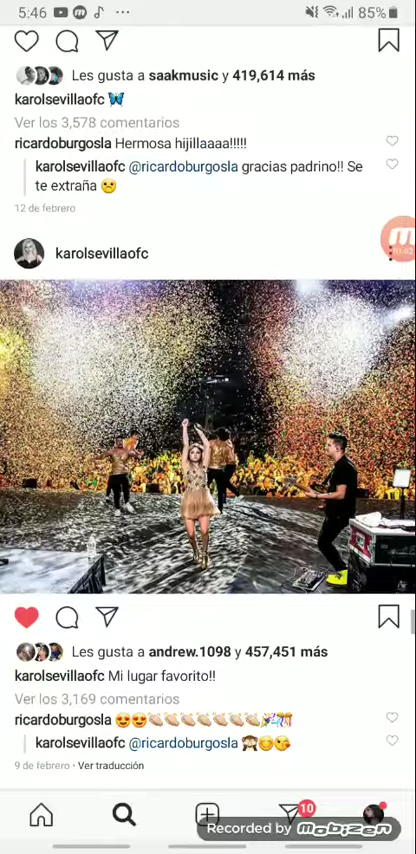 5:46 85%
Les gusta a saakmusic y 419,614 más
karolsevillaofc 🦋
Ver los 3,578 comentarios
ricardoburgosla Hermosa hijillaaaa!!!!!
karolsevillaofc @ricardoburgosla gracias padrino!! Se
te extraña 😟
12 de febrero
01:02
karolsevillaofc
Les gusta a andrew.1098 y 457,451 más
karolsevillaofc Mi lugar favorito!!
Ver los 3,169 comentarios
ricardoburgosla 😍😍👏🏼👏🏼👏🏼👏🏼👏🏼👏🏼👏🏼🎉🎊
karolsevillaofc @ricardoburgosla 🙈😊😘
9 de febrero · Ver traducción
10
Recorded by Mobizen